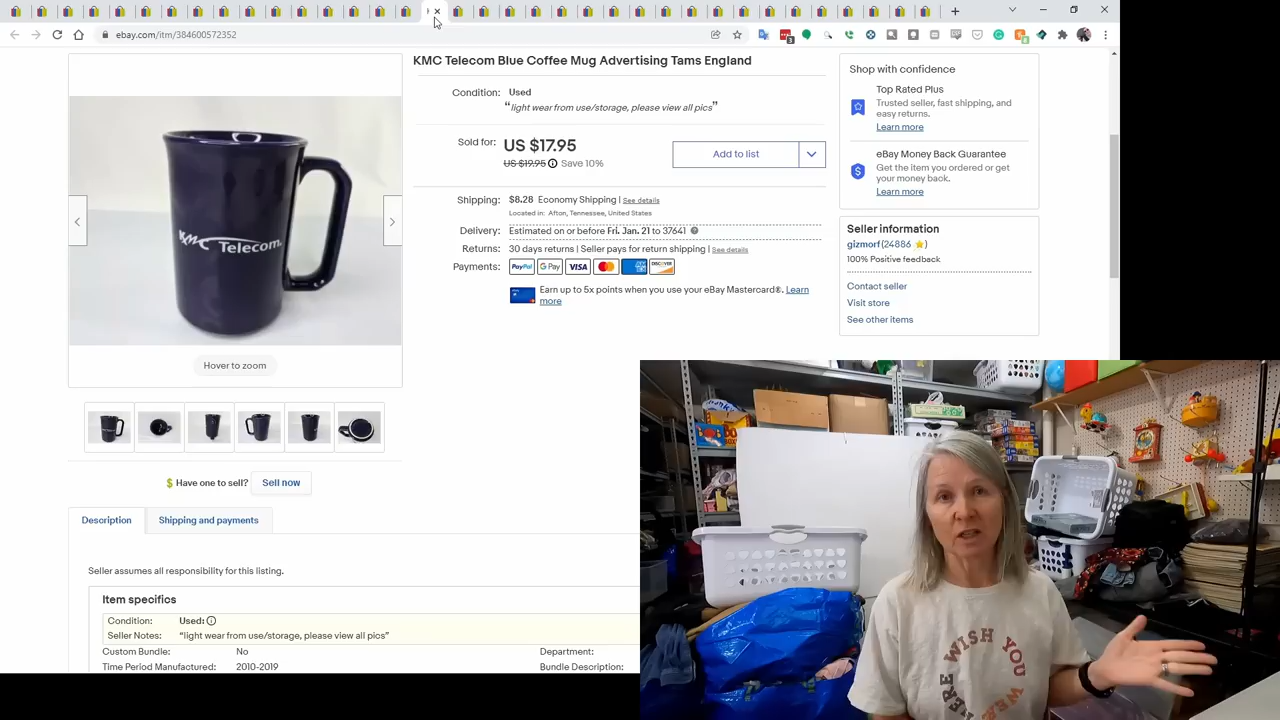 ebay.com/itm/384600572352
KMC Telecom Blue Coffee Mug Advertising Tams England
Condition: Used
“light wear from use/storage, please view all pics”
Sold for: US $17.95
US $19.95 Save 10%
Add to list
Shipping: $8.28 Economy Shipping | See details
Located in: Afton, Tennessee, United States
Delivery: Estimated on or before Fri. Jan. 21 to 37641
Returns: 30 days returns | Seller pays for return shipping | See details
Payments: PayPal G Pay VISA DISCOVER
Earn up to 5x points when you use your eBay Mastercard®. Learn
more
Shop with confidence
Top Rated Plus
Trusted seller, fast shipping, and
easy returns.
Learn more
eBay Money Back Guarantee
Get the item you ordered or get
your money back.
Learn more
Seller information
gizmorf (24886 )
100% Positive feedback
Contact seller
Visit store
See other items
KMC Telecom.
Hover to zoom
$ Have one to sell? Sell now
Description
Shipping and payments
Seller assumes all responsibility for this listing.
Item specifics
Condition: Used:
Seller Notes: “light wear from use/storage, please view all pics”
Custom Bundle: No
Department:
Time Period Manufactured: 2010-2019
Bundle Description:
WISH YOU
HERE